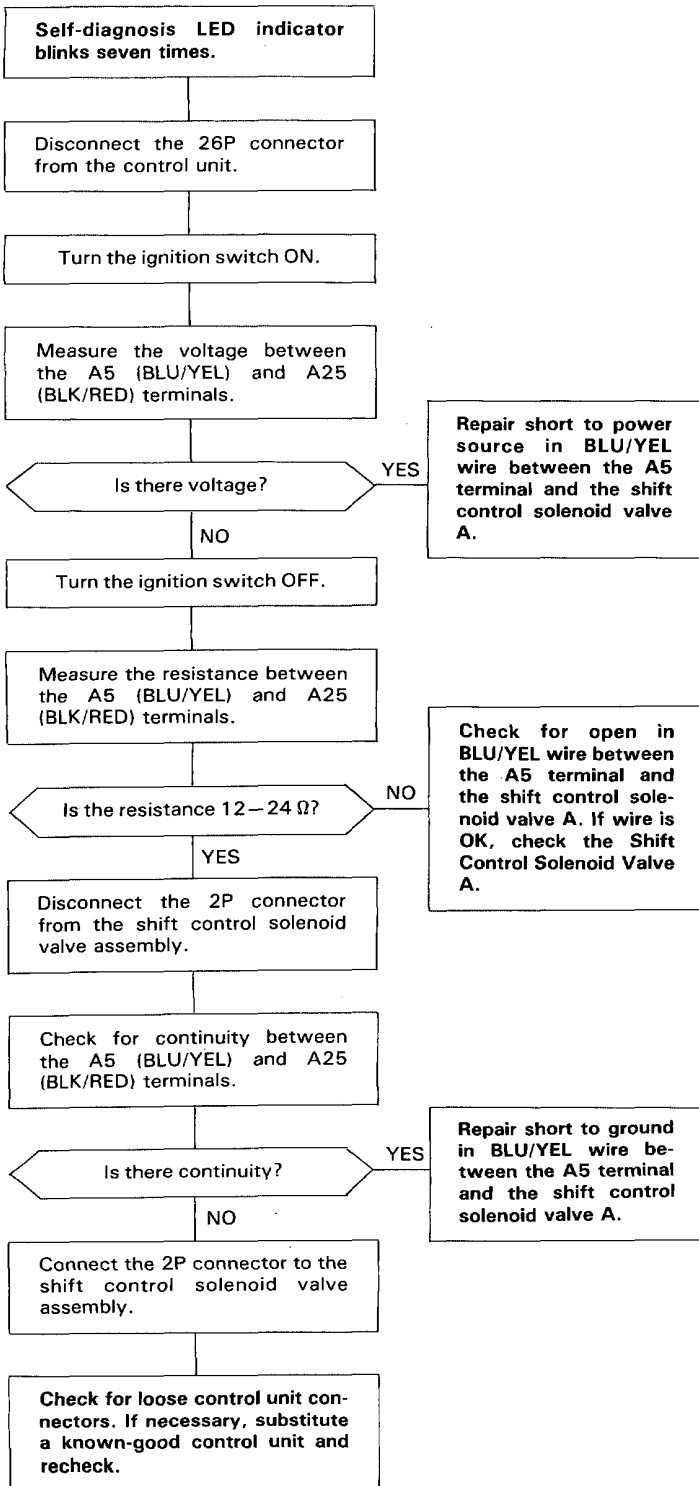 Self-diagnosis LED indicator
blinks seven times.
Disconnect the 26P connector
from the control unit.
Turn the ignition switch ON.
Measure the voltage between
the A5 (BLU/YEL) and A25
(BLK/RED) terminals.
Is there voltage?
YES
Repair short to power
source in BLU/YEL
wire between the A5
terminal and the shift
control solenoid valve
A.
NO
Turn the ignition switch OFF.
Measure the resistance between
the A5 (BLU/YEL) and A25
(BLK/RED) terminals.
Is the resistance 12–24 Ω?
NO
Check for open in
BLU/YEL wire between
the A5 terminal and
the shift control sole-
noid valve A. If wire is
OK, check the Shift
Control Solenoid Valve
A.
YES
Disconnect the 2P connector
from the shift control solenoid
valve assembly.
Check for continuity between
the A5 (BLU/YEL) and A25
(BLK/RED) terminals.
Is there continuity?
YES
Repair short to ground
in BLU/YEL wire be-
tween the A5 terminal
and the shift control
solenoid valve A.
NO
Connect the 2P connector to the
shift control solenoid valve
assembly.
Check for loose control unit con-
nectors. If necessary, substitute
a known-good control unit and
recheck.